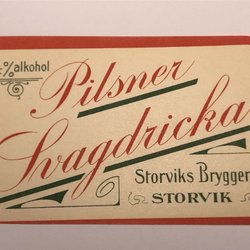 % alkohol
Pilsner
Svagdricka
Storviks Brygger
STORVIK